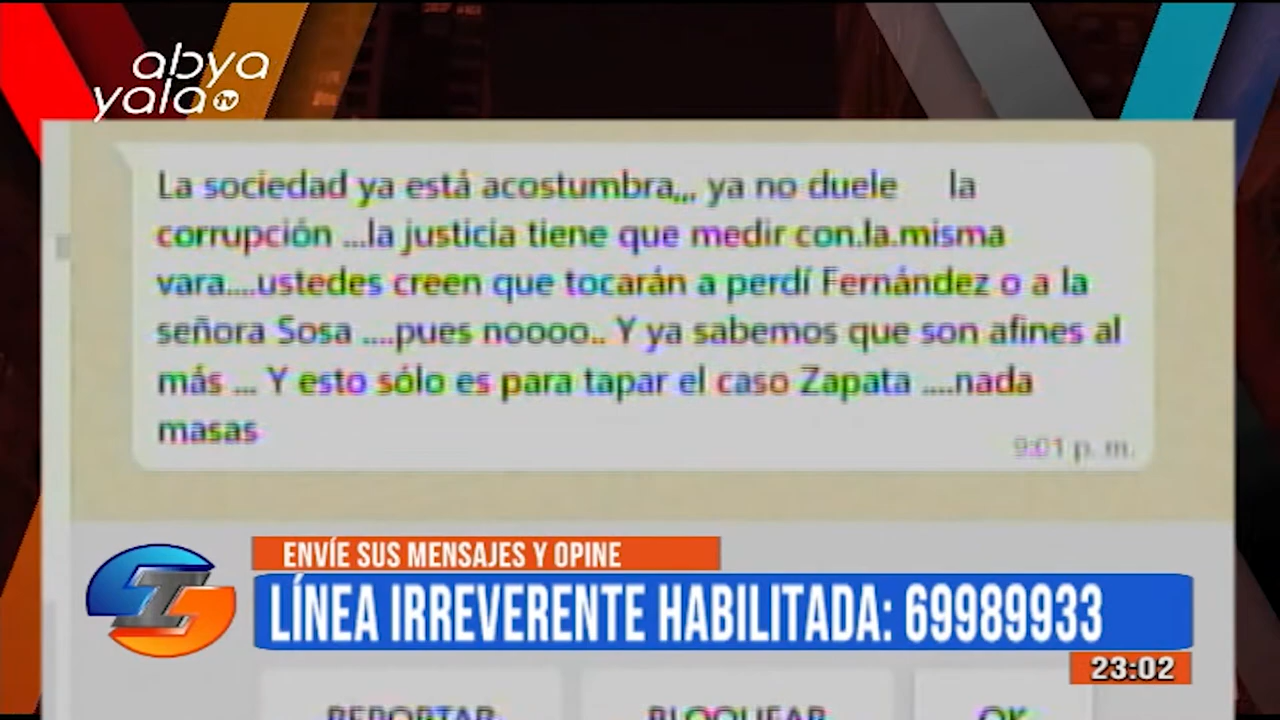 abya
yala tv
La sociedad ya está acostumbra,,, ya no duele la
corrupción ...la justicia tiene que medir con.la.misma
vara....ustedes creen que tocarán a perdí Fernández o a la
señora Sosa ....pues noooo.. Y ya sabemos que son afines al
más ... Y esto sólo es para tapar el caso Zapata ....nada
masas
9:01 p. m.
ENVÍE SUS MENSAJES Y OPINE
LÍNEA IRREVERENTE HABILITADA: 69989933
23:02
REPORTAR BLOQUEAR OK